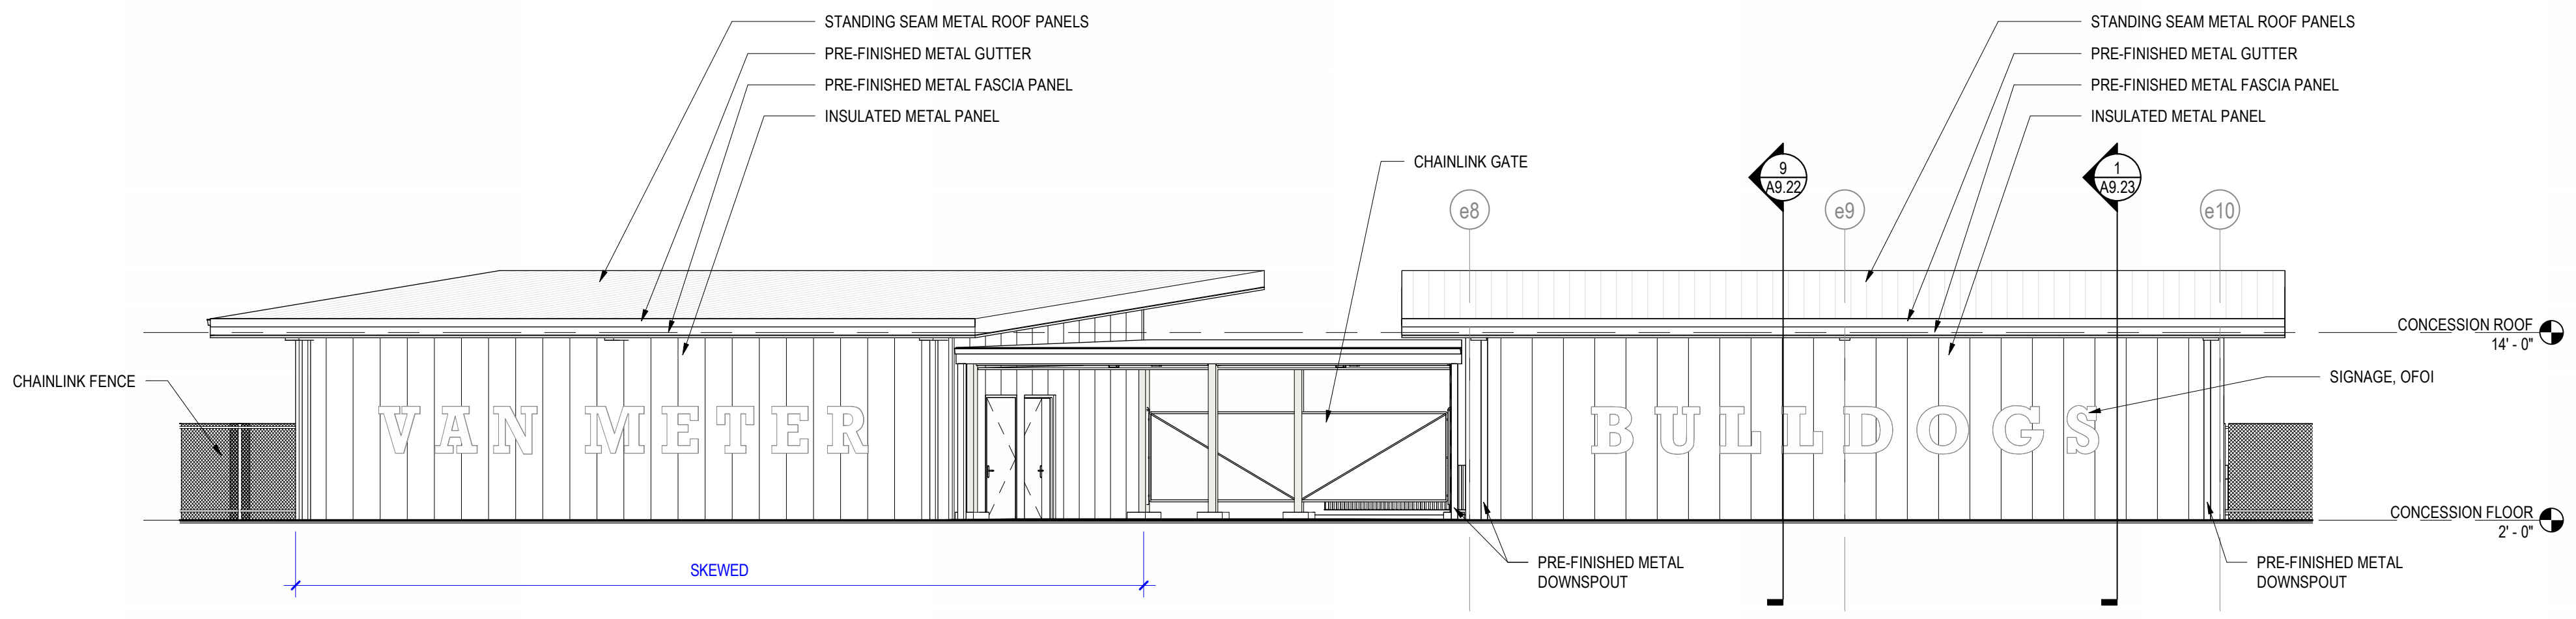 STANDING SEAM METAL ROOF PANELS
PRE-FINISHED METAL GUTTER
PRE-FINISHED METAL FASCIA PANEL
INSULATED METAL PANEL
STANDING SEAM METAL ROOF PANELS
PRE-FINISHED METAL GUTTER
PRE-FINISHED METAL FASCIA PANEL
INSULATED METAL PANEL
CHAINLINK GATE
9
A9.22
1
A9.23
e8
e9
e10
CONCESSION ROOF
14' - 0"
CHAINLINK FENCE
SIGNAGE, OFOI
VAN METER
BULLDOGS
CONCESSION FLOOR
2' - 0"
SKEWED
PRE-FINISHED METAL
DOWNSPOUT
PRE-FINISHED METAL
DOWNSPOUT